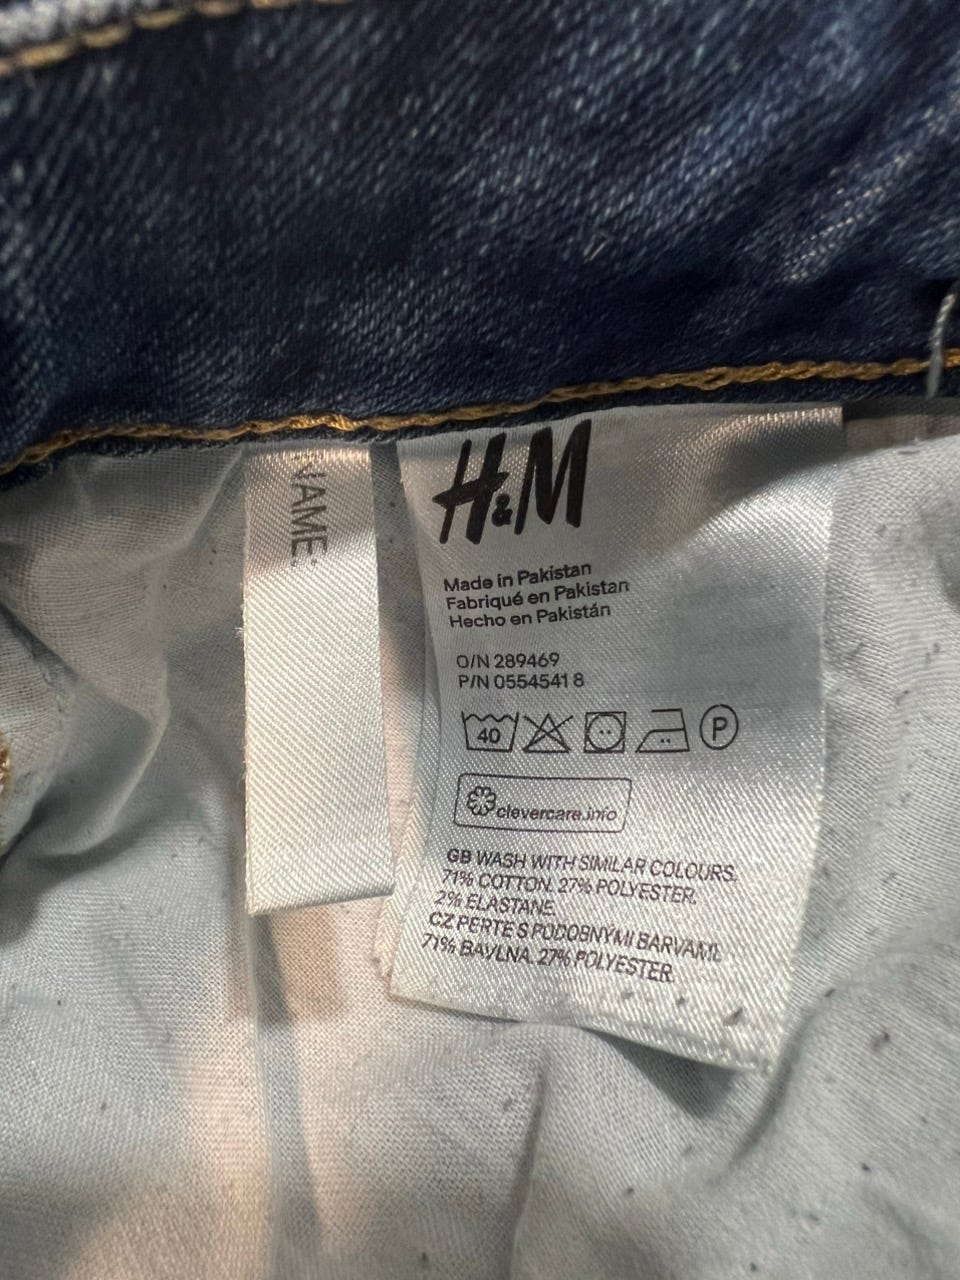 NAME:
H&M
Made in Pakistan
Fabriqué en Pakistan
Hecho en Pakistán
O/N 289469
P/N 0554541 8
40 P
clevercare.info
GB WASH WITH SIMILAR COLOURS.
71% COTTON. 27% POLYESTER.
2% ELASTANE
CZ PERTE S PODOBNÝMI BARVAMI.
71% BAVLNA. 27% POLYESTER.